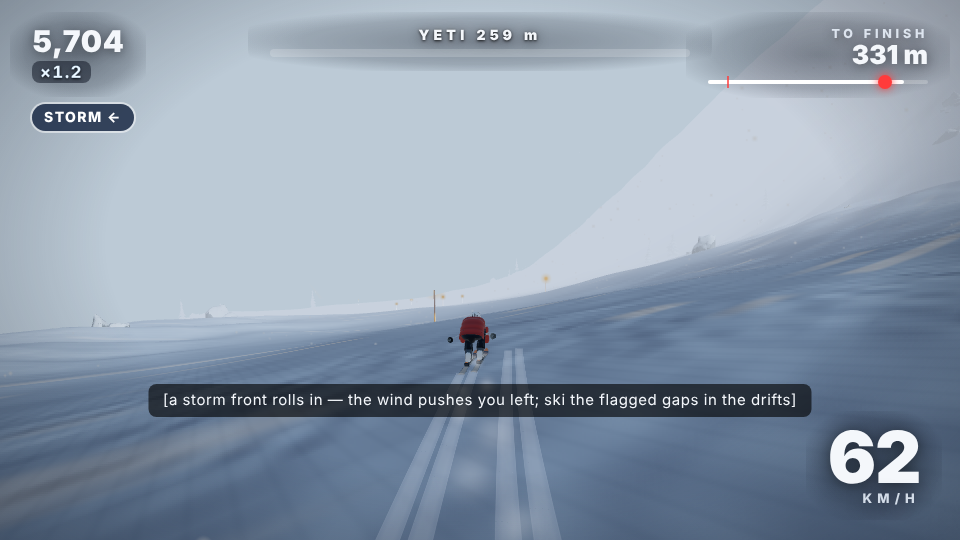 5,704
×1.2
STORM ←
YETI 259 m
TO FINISH
331 m
[a storm front rolls in — the wind pushes you left; ski the flagged gaps in the drifts]
62
KM/H